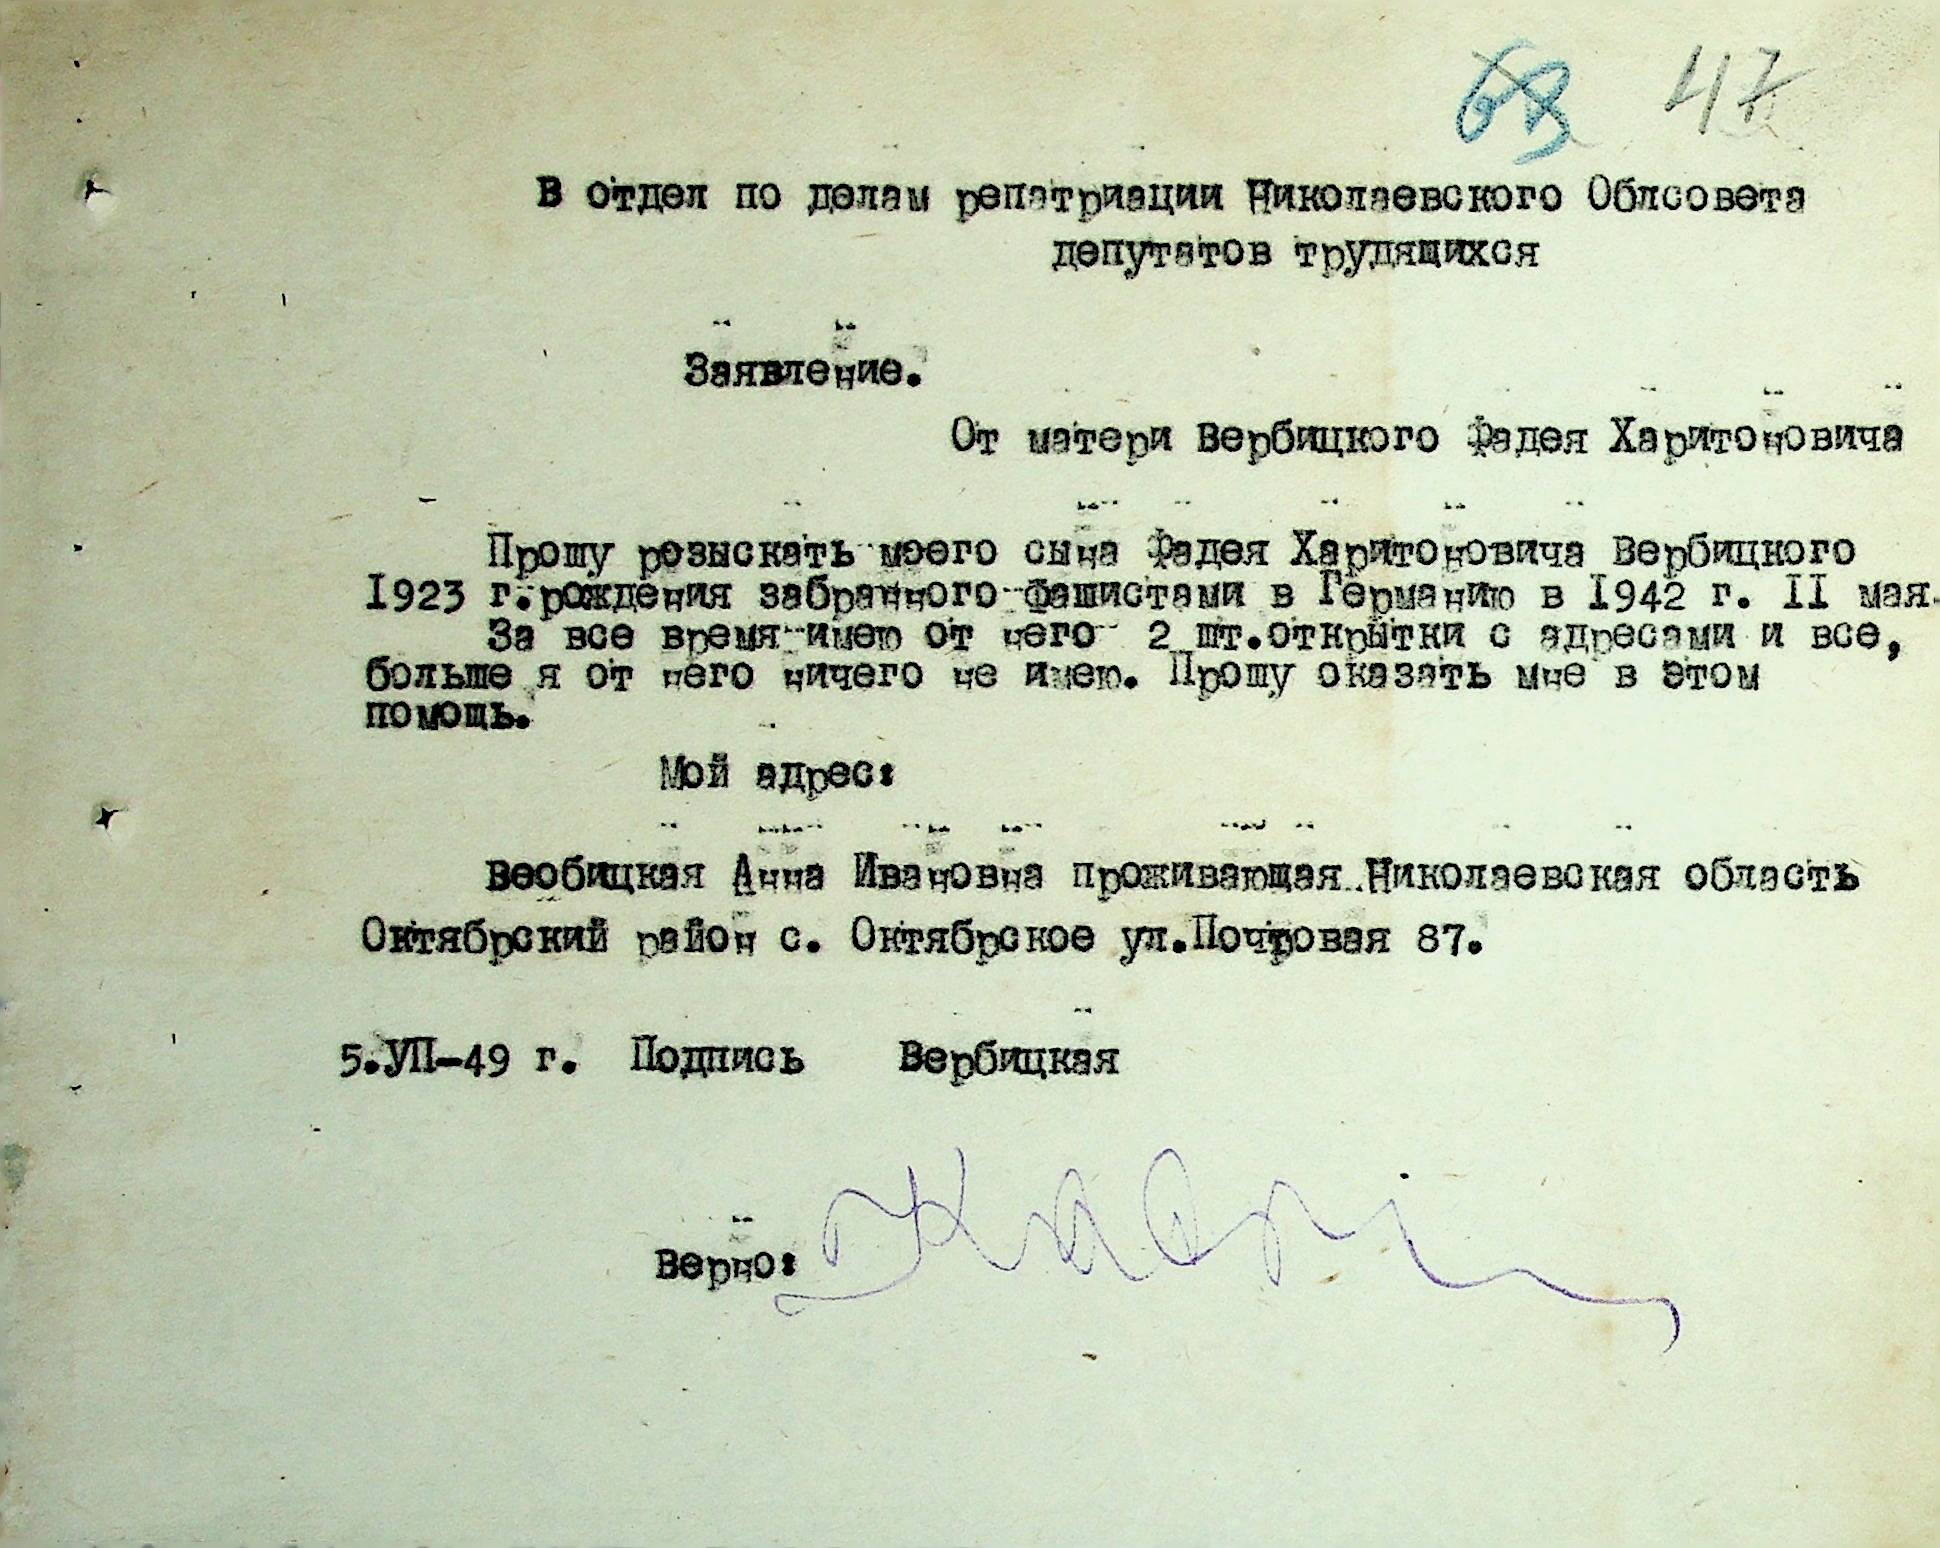 63 47
В отдел по делам репатриации Николаевского Облсовета
депутатов трудящихся
Заявление.
От матери Вербицкого Фадея Харитоновича
Прошу розыскать моего сына Фадея Харитоновича Вербицкого
1923 г.рождения забранного фашистами в Германию в 1942 г. II мая.
За все время имею от него 2 шт.открытки с адресами и все,
больше я от него ничего не имею. Прошу оказать мне в этом
помощь.
Мой адрес:
Веобицкая Анна Ивановна проживающая Николаевская область
Октябрский район с. Октябрское ул.Почтовая 87.
5.УП-49 г. Подпись Вербицкая
Верно: